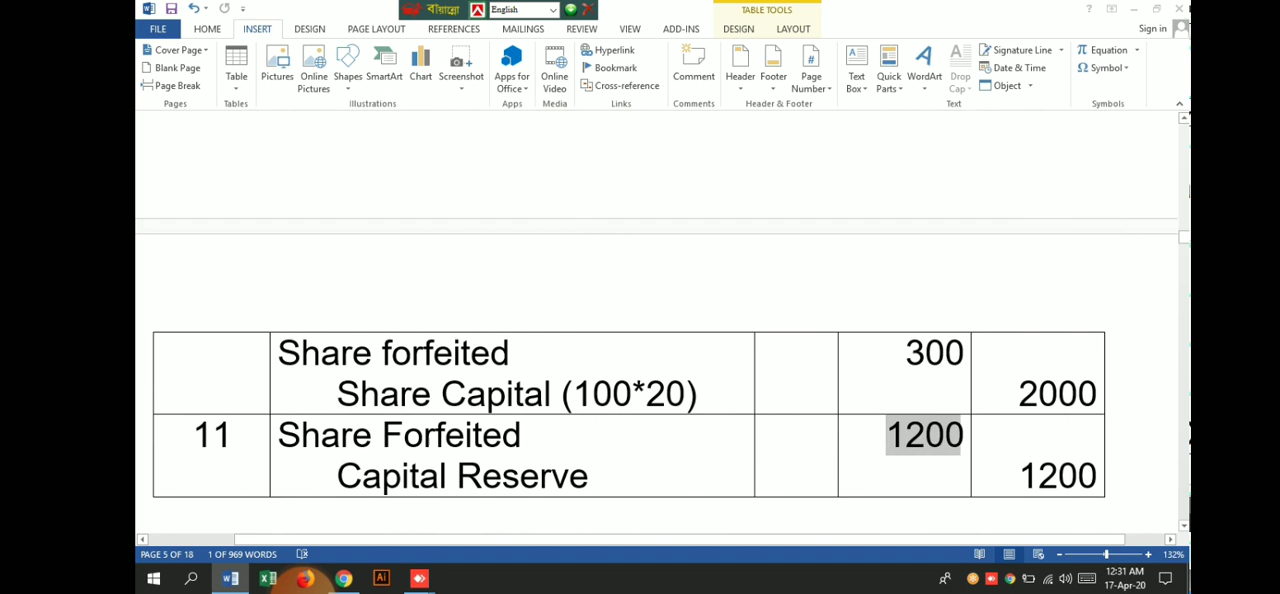 বায়ান্নো English
TABLE TOOLS
FILE HOME INSERT DESIGN PAGE LAYOUT REFERENCES MAILINGS REVIEW VIEW ADD-INS DESIGN LAYOUT Sign in
Cover Page
Blank Page
Page Break
Table
Pictures
Online Pictures
Shapes
SmartArt
Chart
Screenshot
Apps for Office
Online Video
Hyperlink
Bookmark
Cross-reference
Comment
Header
Footer
Page Number
Text Box
Quick Parts
WordArt
Drop Cap
Signature Line
Date & Time
Object
π Equation
Ω Symbol
Pages Tables Illustrations Apps Media Links Comments Header & Footer Text Symbols
Share forfeited 300
Share Capital (100*20) 2000
11 Share Forfeited 1200
Capital Reserve 1200
PAGE 5 OF 18 1 OF 969 WORDS 132%
Ai 12:31 AM
17-Apr-20